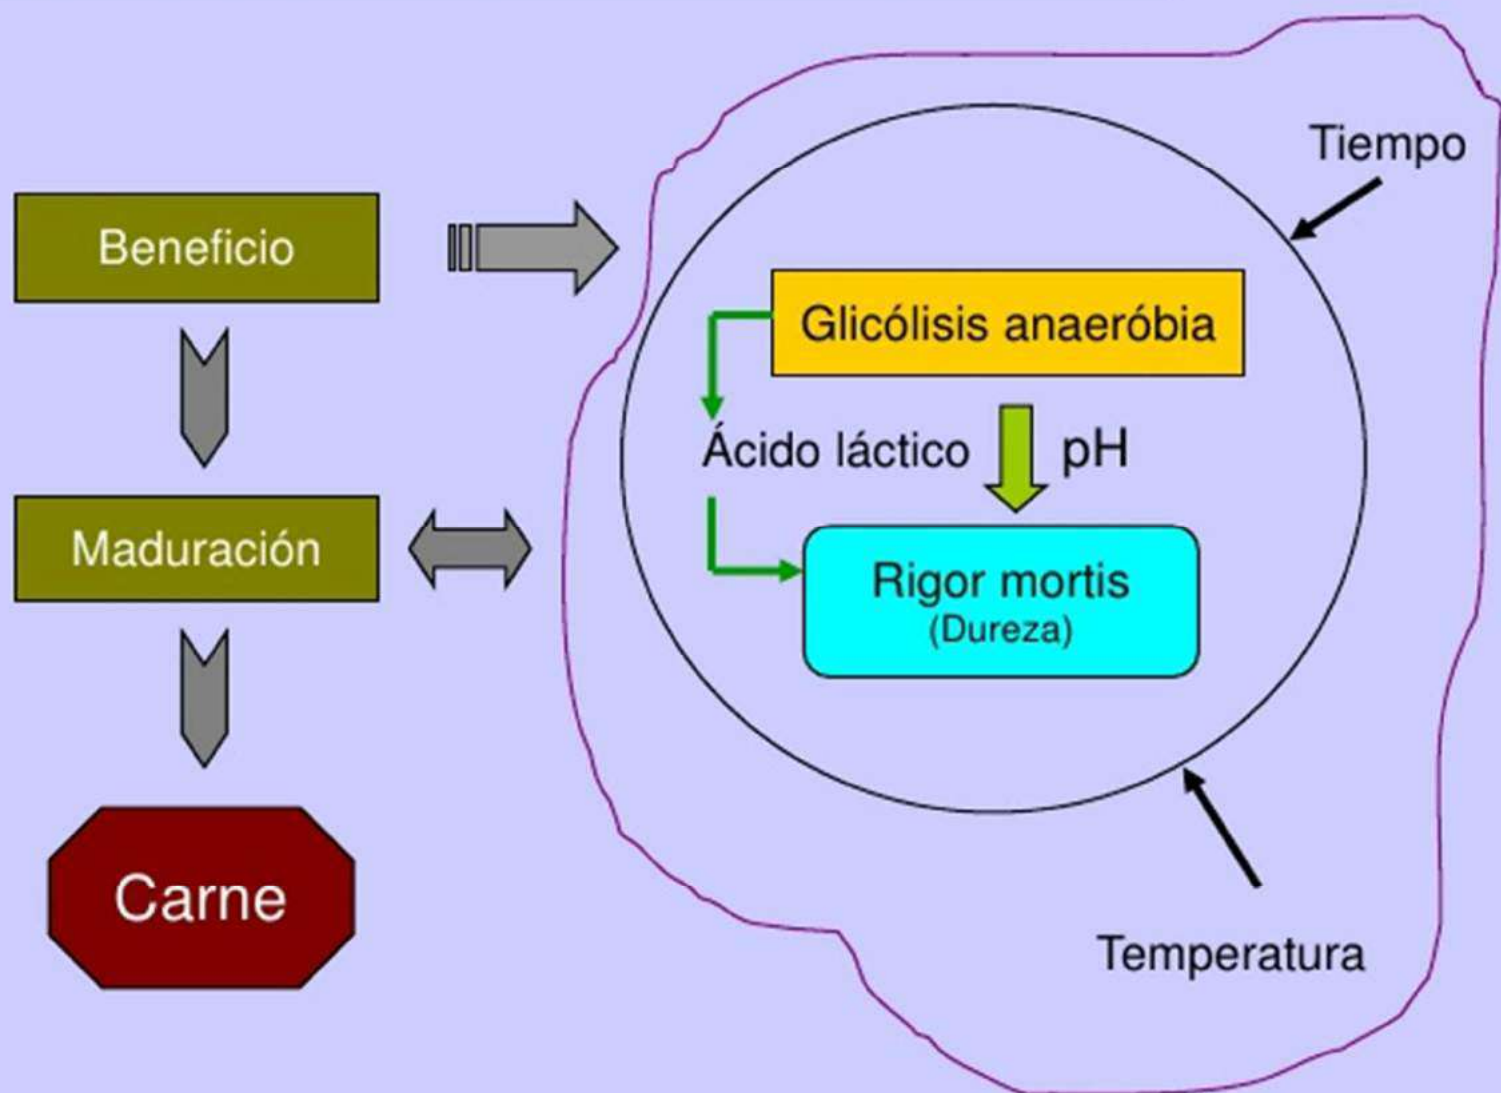 Beneficio
Maduración
Carne
Tiempo
Glicólisis anaeróbia
Ácido láctico
pH
Rigor mortis
(Dureza)
Temperatura